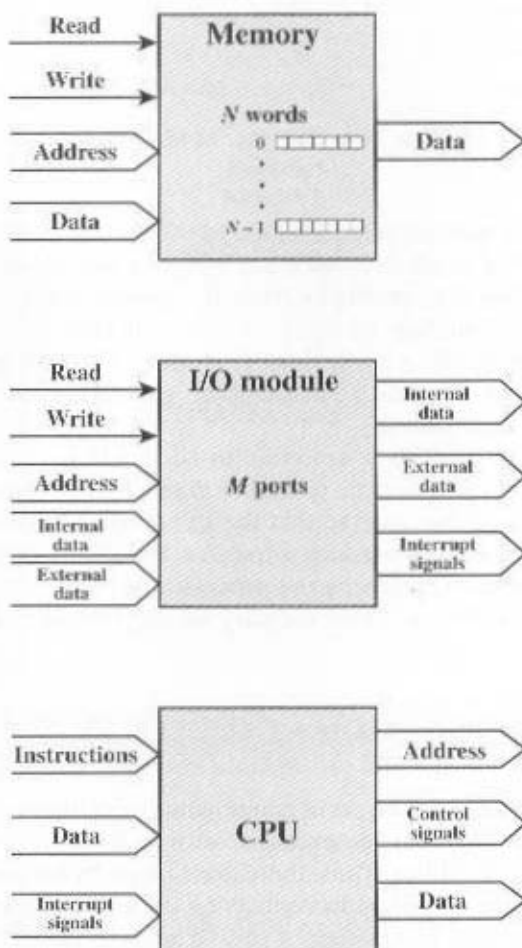 Read
Memory
Write
N words
0
Address
Data
Data
N – 1
Read
I/O module
Internal
data
Write
Address
M ports
External
data
Internal
data
Interrupt
signals
External
data
Instructions
Address
CPU
Data
Control
signals
Interrupt
signals
Data